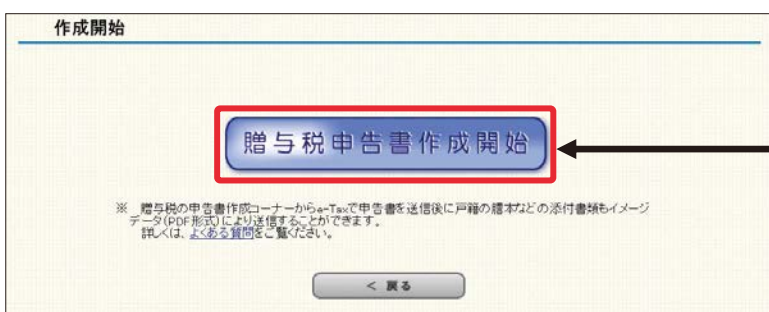 作成開始
贈与税申告書作成開始
※ 贈与税の申告書作成コーナーからe-Taxで申告書を送信後に戸籍の謄本などの添付書類もイメージ
データ(PDF形式)により送信することができます。
詳しくは、よくある質問をご覧ください。
< 戻る